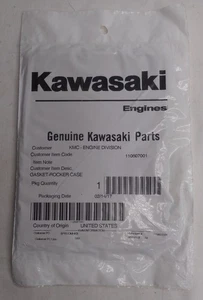 Kawasaki
Engines
Genuine Kawasaki Parts
Customer
KMC - ENGINE DIVISION
Customer Item Code
Item Note
Customer Item Desc.
GASKET-ROCKER CASE
Pkg Quantity 1
Packaging Date
Country of Origin UNITED STATES